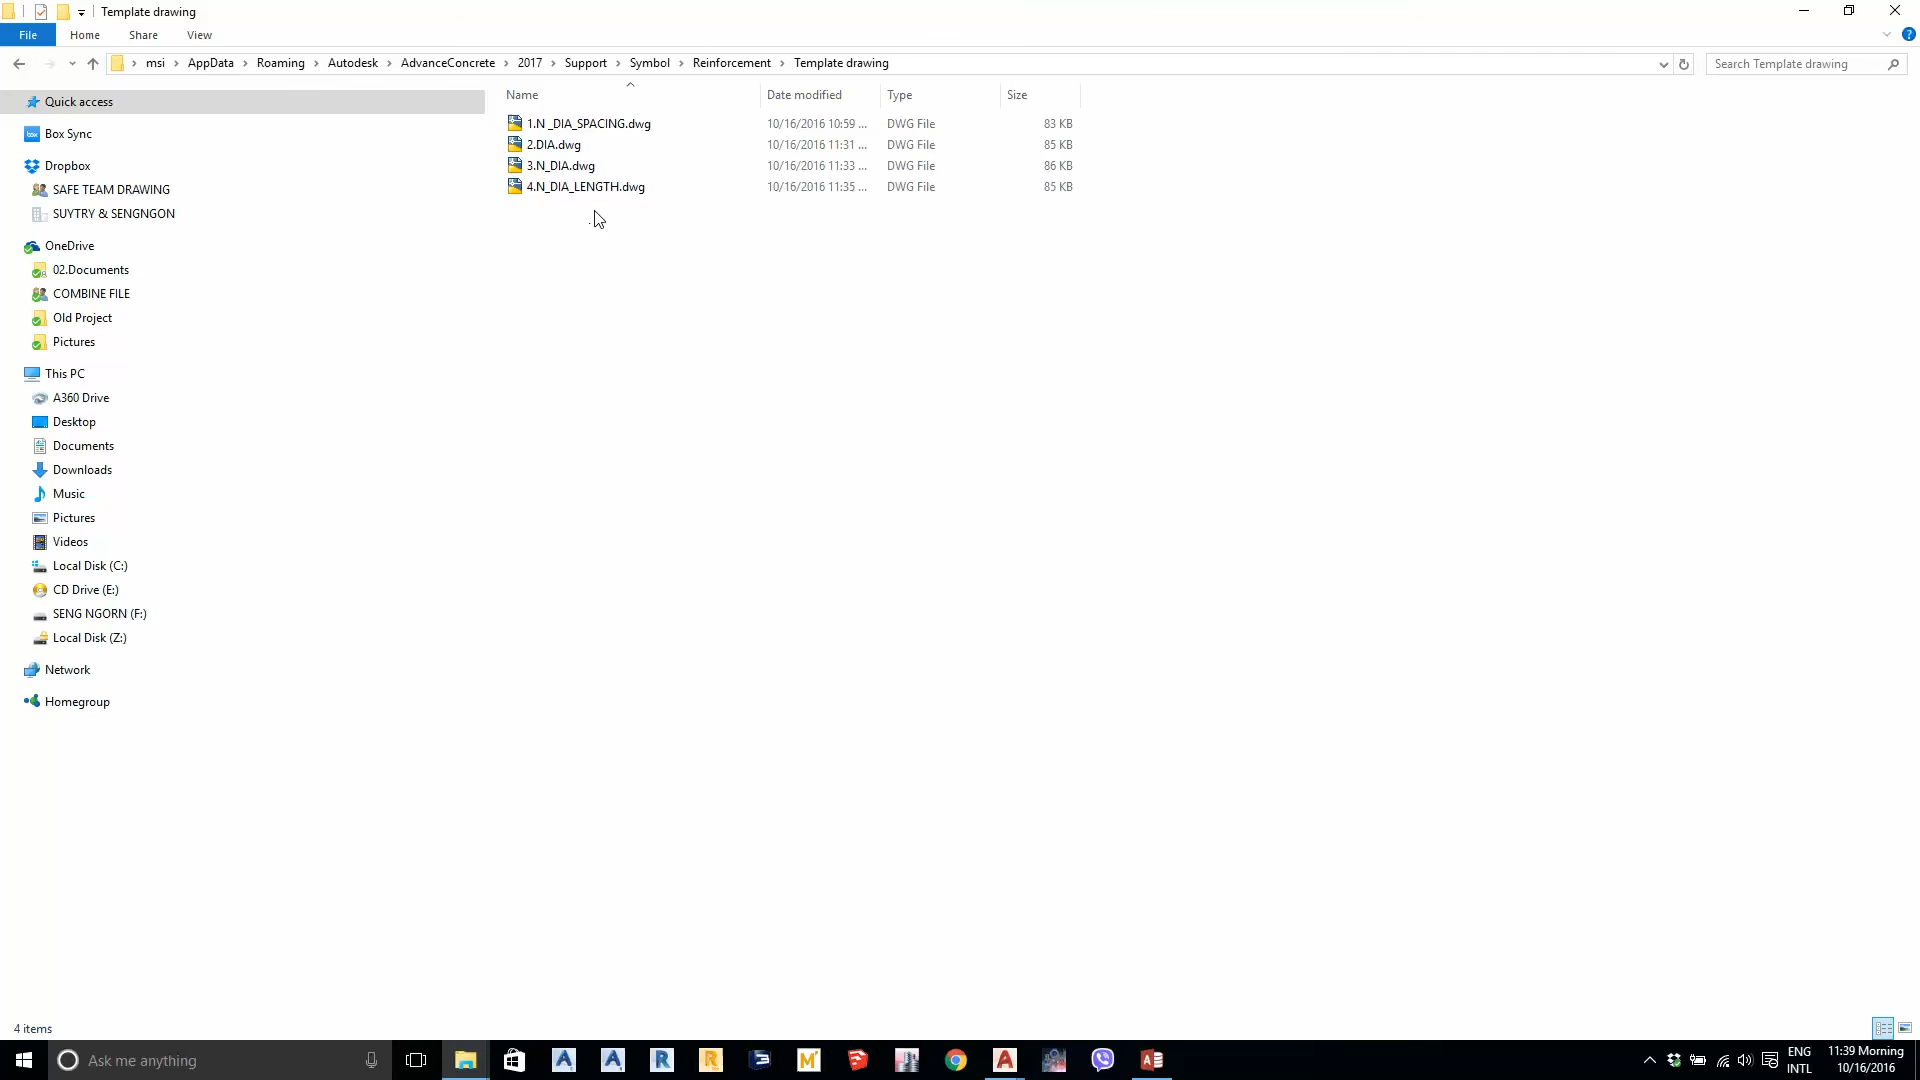 Template drawing
File Home Share View
msi AppData Roaming Autodesk AdvanceConcrete 2017 Support Symbol Reinforcement Template drawing
Search Template drawing
Quick access
Box Sync
Dropbox
SAFE TEAM DRAWING
SUYTRY & SENGNGON
OneDrive
02.Documents
COMBINE FILE
Old Project
Pictures
This PC
A360 Drive
Desktop
Documents
Downloads
Music
Pictures
Videos
Local Disk (C:)
CD Drive (E:)
SENG NGORN (F:)
Local Disk (Z:)
Network
Homegroup
Name Date modified Type Size
1.N _DIA_SPACING.dwg 10/16/2016 10:59 ... DWG File 83 KB
2.DIA.dwg 10/16/2016 11:31 ... DWG File 85 KB
3.N_DIA.dwg 10/16/2016 11:33 ... DWG File 86 KB
4.N_DIA_LENGTH.dwg 10/16/2016 11:35 ... DWG File 85 KB
4 items
Ask me anything
ENG
INTL
11:39 Morning
10/16/2016